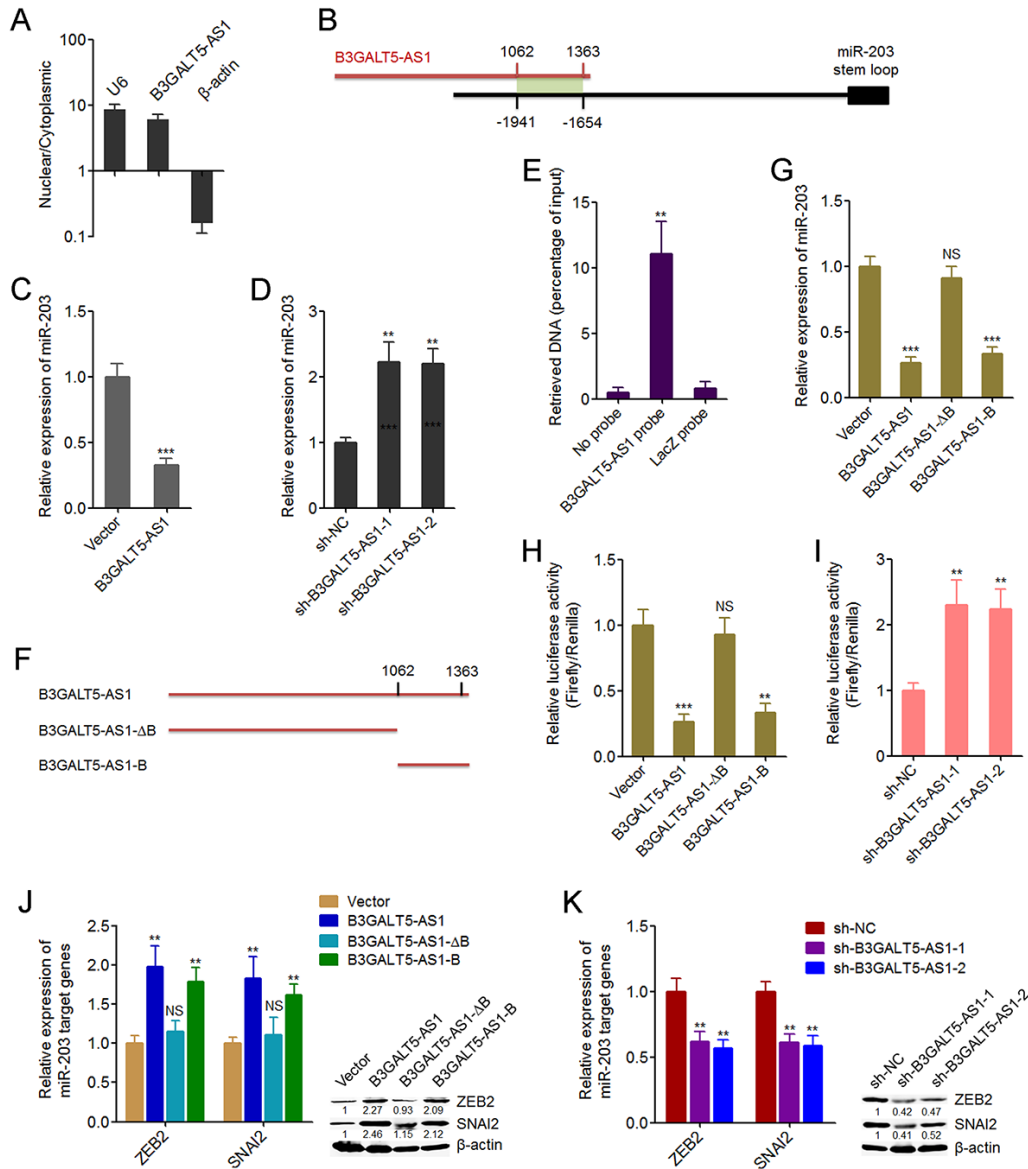 A
Nuclear/Cytoplasmic
100
10
1
0.1
U6
B3GALT5-AS1
β-actin
B
B3GALT5-AS1
1062
1363
-1941
-1654
miR-203
stem loop
C
Relative expression of miR-203
1.5
1.0
0.5
0.0
***
Vector
B3GALT5-AS1
D
Relative expression of miR-203
3
2
1
0
**
**
***
***
sh-NC
sh-B3GALT5-AS1-1
sh-B3GALT5-AS1-2
E
Retrieved DNA (percentage of input)
15
10
5
0
**
No probe
B3GALT5-AS1 probe
LacZ probe
G
Relative expression of miR-203
1.5
1.0
0.5
0.0
***
NS
***
Vector
B3GALT5-AS1
B3GALT5-AS1-ΔB
B3GALT5-AS1-B
F
1062
1363
B3GALT5-AS1
B3GALT5-AS1-ΔB
B3GALT5-AS1-B
H
Relative luciferase activity
(Firefly/Renilla)
1.5
1.0
0.5
0.0
***
NS
**
Vector
B3GALT5-AS1
B3GALT5-AS1-ΔB
B3GALT5-AS1-B
I
Relative luciferase activity
(Firefly/Renilla)
3
2
1
0
**
**
sh-NC
sh-B3GALT5-AS1-1
sh-B3GALT5-AS1-2
J
Relative expression of
miR-203 target genes
2.5
2.0
1.5
1.0
0.5
0.0
**
NS
**
**
NS
**
ZEB2
SNAI2
Vector
B3GALT5-AS1
B3GALT5-AS1-ΔB
B3GALT5-AS1-B
Vector
B3GALT5-AS1
B3GALT5-AS1-ΔB
B3GALT5-AS1-B
ZEB2
1 2.27 0.93 2.09
SNAI2
1 2.46 1.15 2.12
β-actin
K
Relative expression of
miR-203 target genes
1.5
1.0
0.5
0.0
**
**
**
**
ZEB2
SNAI2
sh-NC
sh-B3GALT5-AS1-1
sh-B3GALT5-AS1-2
sh-NC
sh-B3GALT5-AS1-1
sh-B3GALT5-AS1-2
ZEB2
1 0.42 0.47
SNAI2
1 0.41 0.52
β-actin